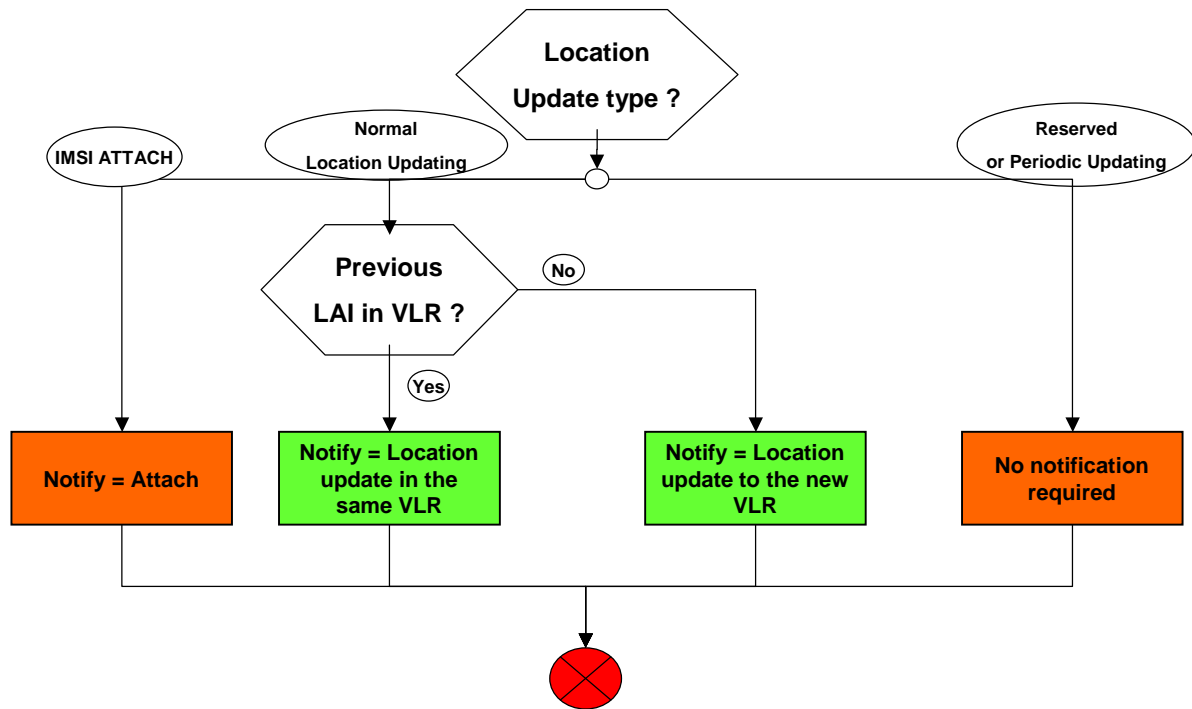 Location
Update type ?
IMSI ATTACH
Normal
Location Updating
Reserved
or Periodic Updating
Previous
LAI in VLR ?
No
Yes
Notify = Attach
Notify = Location
update in the
same VLR
Notify = Location
update to the new
VLR
No notification
required